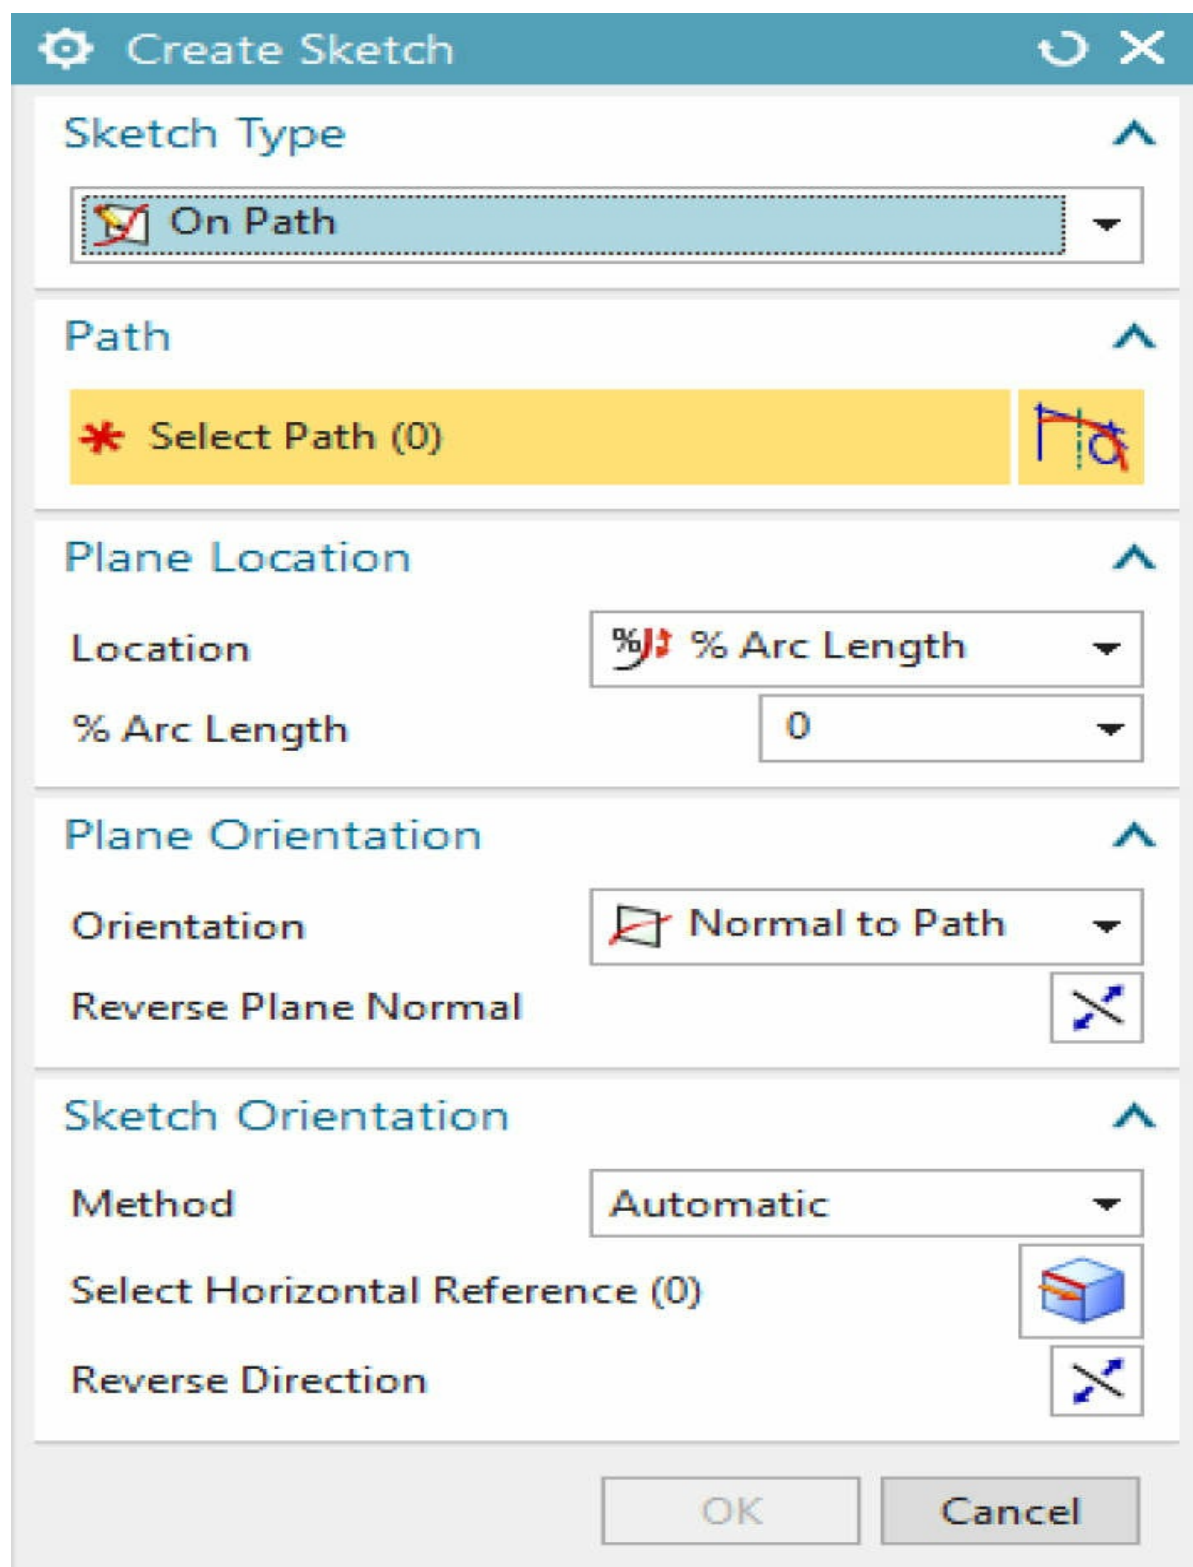 Create Sketch
Sketch Type
On Path
Path
Select Path (0)
Plane Location
Location % Arc Length
% Arc Length 0
Plane Orientation
Orientation Normal to Path
Reverse Plane Normal
Sketch Orientation
Method Automatic
Select Horizontal Reference (0)
Reverse Direction
OK Cancel